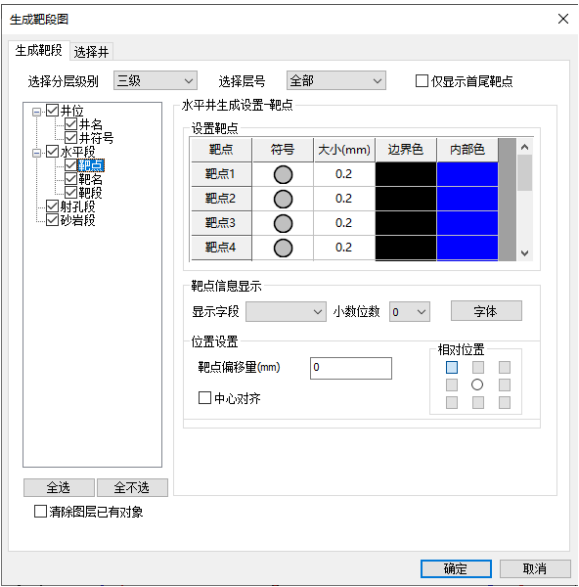 生成靶段图
生成靶段 选择井
选择分层级别 三级 选择层号 全部 仅显示首尾靶点
井位
井名
井符号
水平段
靶点
靶名
靶段
射孔段
砂岩段
水平井生成设置-靶点
设置靶点
靶点 符号 大小(mm) 边界色 内部色
靶点1 0.2
靶点2 0.2
靶点3 0.2
靶点4 0.2
靶点信息显示
显示字段 小数位数 0 字体
位置设置
相对位置
靶点偏移量(mm) 0
中心对齐
全选 全不选
清除图层已有对象
确定 取消